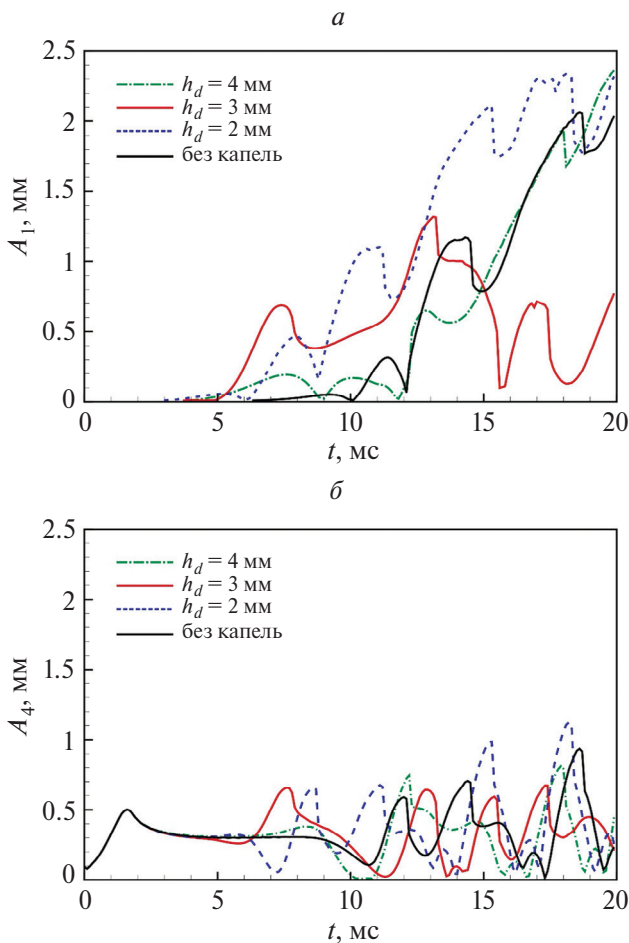 а
2.5
2
1.5
1
0.5
0
A₁, мм
h_d = 4 мм
h_d = 3 мм
h_d = 2 мм
без капель
0 5 10 15 20
t, мс
б
2.5
2
1.5
1
0.5
0
A₄, мм
h_d = 4 мм
h_d = 3 мм
h_d = 2 мм
без капель
0 5 10 15 20
t, мс